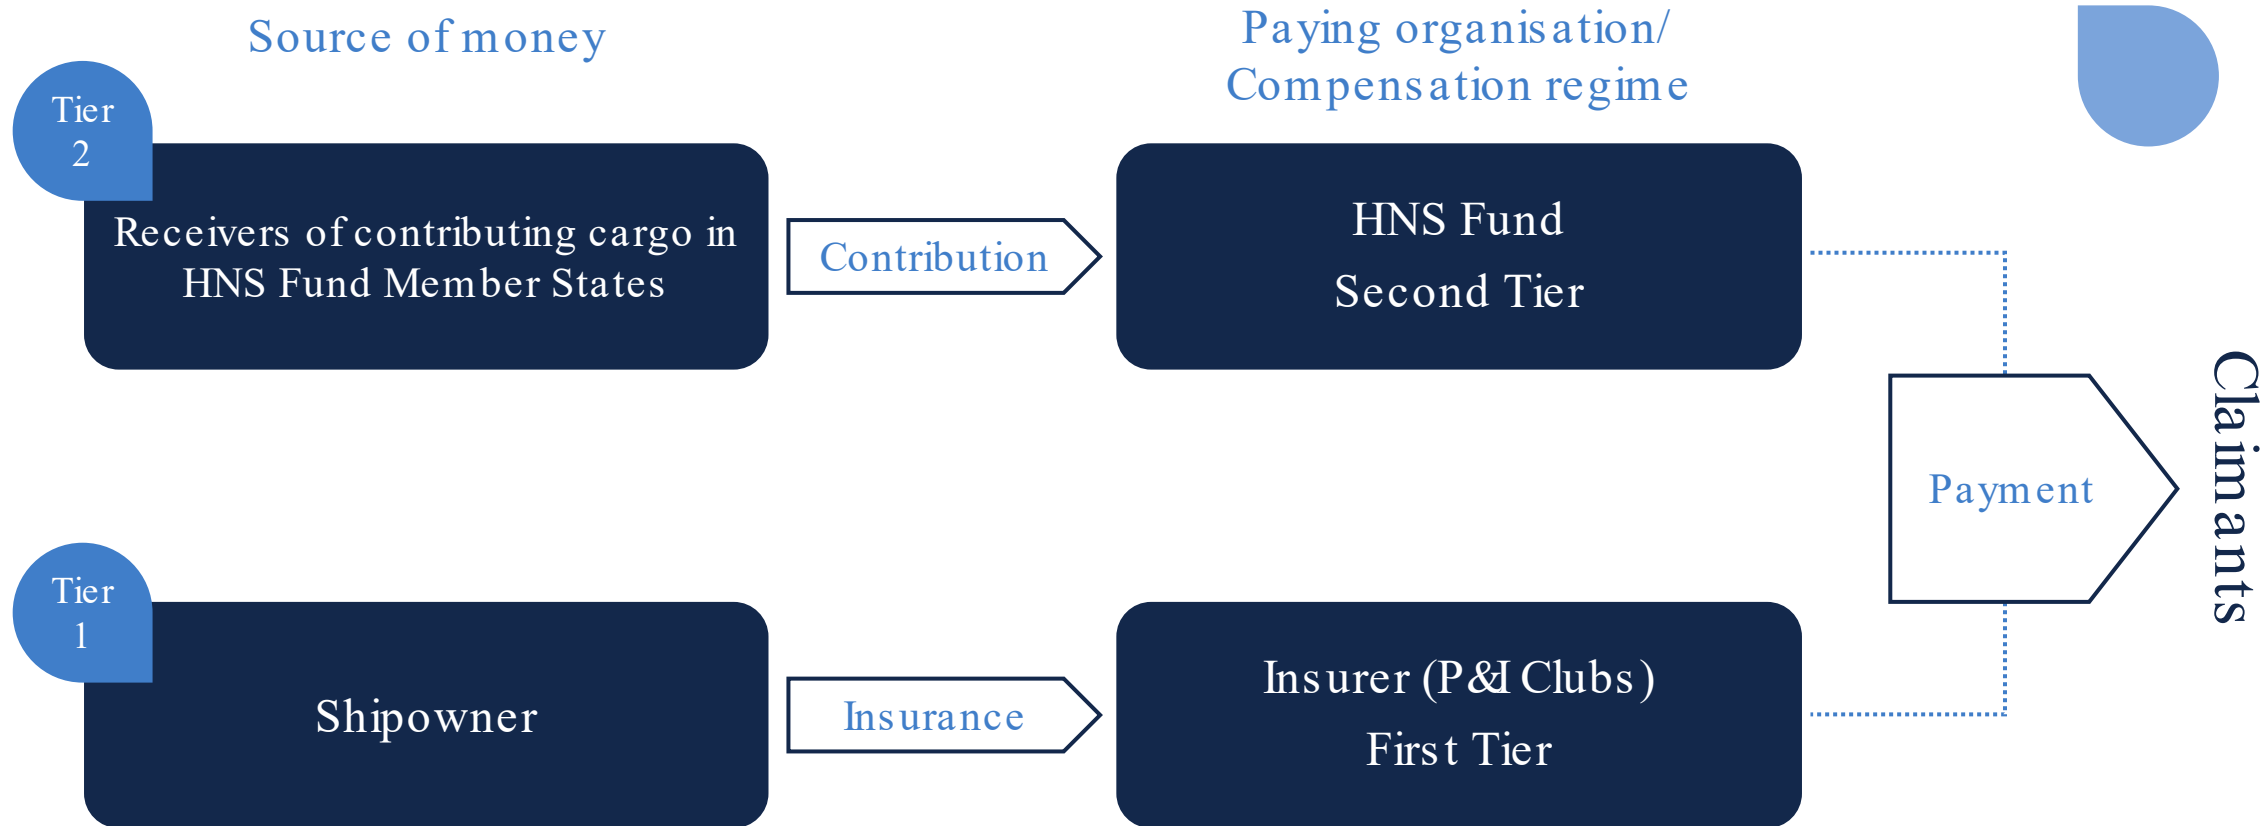 Source of money
Paying organisation/
Compensation regime
Tier
2
Receivers of contributing cargo in
HNS Fund Member States
Contribution
HNS Fund
Second Tier
Payment
Claimants
Tier
1
Shipowner
Insurance
Insurer (P&I Clubs)
First Tier